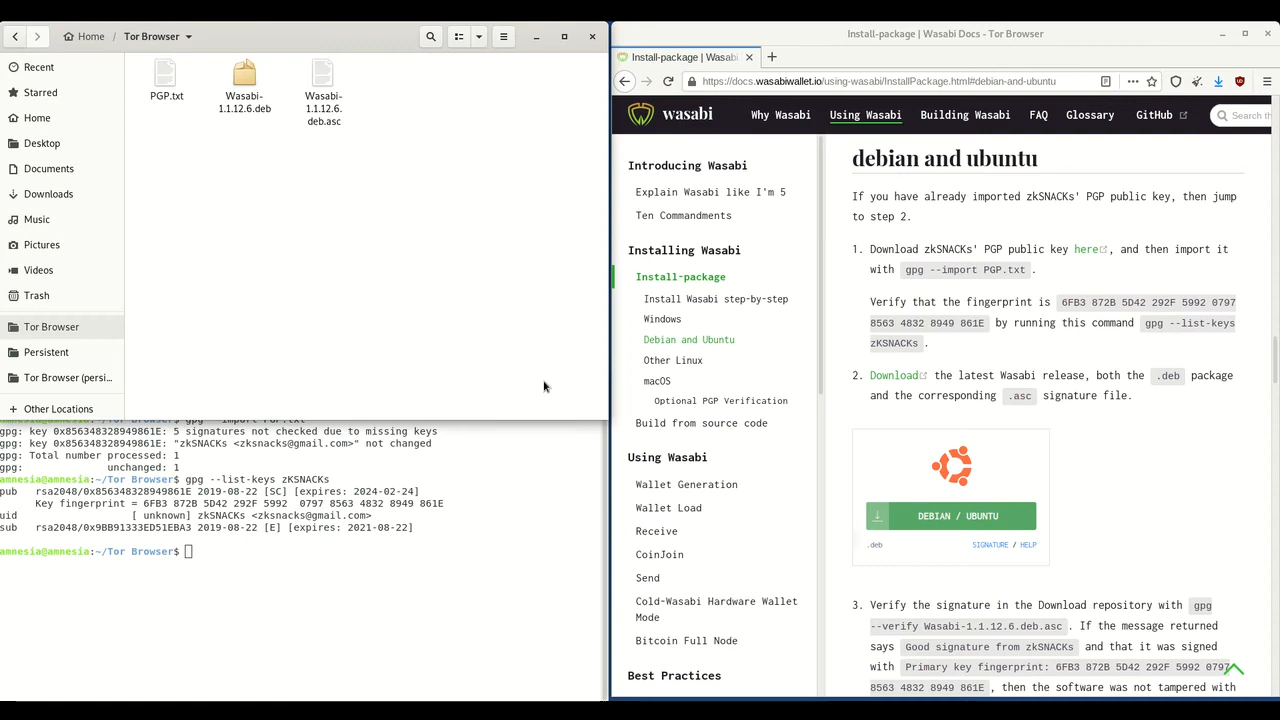 Home / Tor Browser
Recent
Starred
Home
Desktop
Documents
Downloads
Music
Pictures
Videos
Trash
Tor Browser
Persistent
Tor Browser (persi...
Other Locations
PGP.txt
Wasabi-
1.1.12.6.deb
Wasabi-
1.1.12.6.
deb.asc
gpg: key 0x856348328949861E: 5 signatures not checked due to missing keys
gpg: key 0x856348328949861E: "zkSNACKs <zksnacks@gmail.com>" not changed
gpg: Total number processed: 1
gpg: unchanged: 1
amnesia@amnesia:~/Tor Browser$ gpg --list-keys zKSNACKs
pub rsa2048/0x856348328949861E 2019-08-22 [SC] [expires: 2024-02-24]
Key fingerprint = 6FB3 872B 5D42 292F 5992 0797 8563 4832 8949 861E
uid [ unknown] zkSNACKs <zksnacks@gmail.com>
sub rsa2048/0x9BB91333ED51EBA3 2019-08-22 [E] [expires: 2021-08-22]
amnesia@amnesia:~/Tor Browser$
Install-package | Wasabi Docs - Tor Browser
Install-package | Wasabi
https://docs.wasabiwallet.io/using-wasabi/InstallPackage.html#debian-and-ubuntu
wasabi
Why Wasabi Using Wasabi Building Wasabi FAQ Glossary GitHub Search th
Introducing Wasabi
Explain Wasabi like I'm 5
Ten Commandments
Installing Wasabi
Install-package
Install Wasabi step-by-step
Windows
Debian and Ubuntu
Other Linux
macOS
Optional PGP Verification
Build from source code
Using Wasabi
Wallet Generation
Wallet Load
Receive
CoinJoin
Send
Cold-Wasabi Hardware Wallet
Mode
Bitcoin Full Node
Best Practices
debian and ubuntu
If you have already imported zkSNACKs' PGP public key, then jump
to step 2.
1. Download zkSNACKs' PGP public key here, and then import it
with gpg --import PGP.txt .
Verify that the fingerprint is 6FB3 872B 5D42 292F 5992 0797
8563 4832 8949 861E by running this command gpg --list-keys
zKSNACKs .
2. Download the latest Wasabi release, both the .deb package
and the corresponding .asc signature file.
DEBIAN / UBUNTU
.deb SIGNATURE / HELP
3. Verify the signature in the Download repository with gpg
--verify Wasabi-1.1.12.6.deb.asc . If the message returned
says Good signature from zkSNACKs and that it was signed
with Primary key fingerprint: 6FB3 872B 5D42 292F 5992 0797
8563 4832 8949 861E , then the software was not tampered with